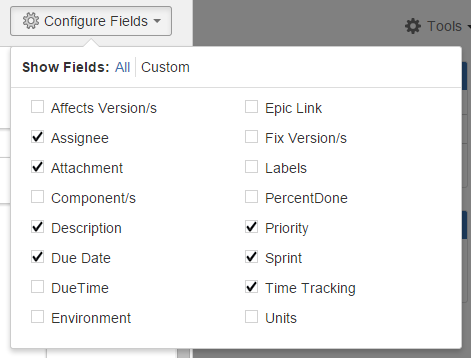 Configure Fields
Tools
Show Fields: All Custom
Affects Version/s
Assignee
Attachment
Component/s
Description
Due Date
DueTime
Environment
Epic Link
Fix Version/s
Labels
PercentDone
Priority
Sprint
Time Tracking
Units